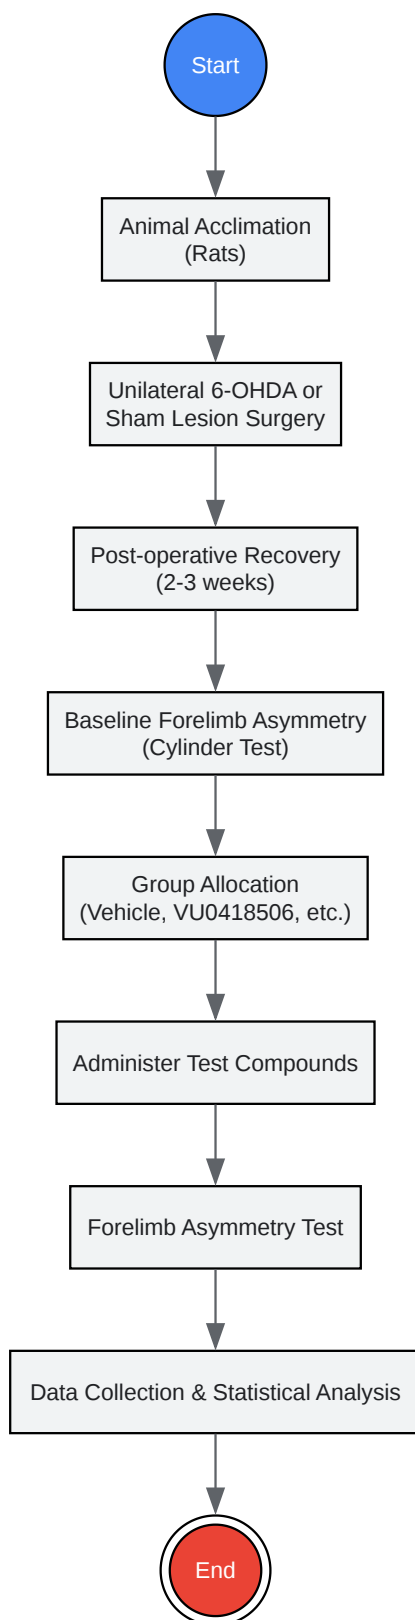 Start
Animal Acclimation
(Rats)
Unilateral 6-OHDA or
Sham Lesion Surgery
Post-operative Recovery
(2-3 weeks)
Baseline Forelimb Asymmetry
(Cylinder Test)
Group Allocation
(Vehicle, VU0418506, etc.)
Administer Test Compounds
Forelimb Asymmetry Test
Data Collection & Statistical Analysis
End